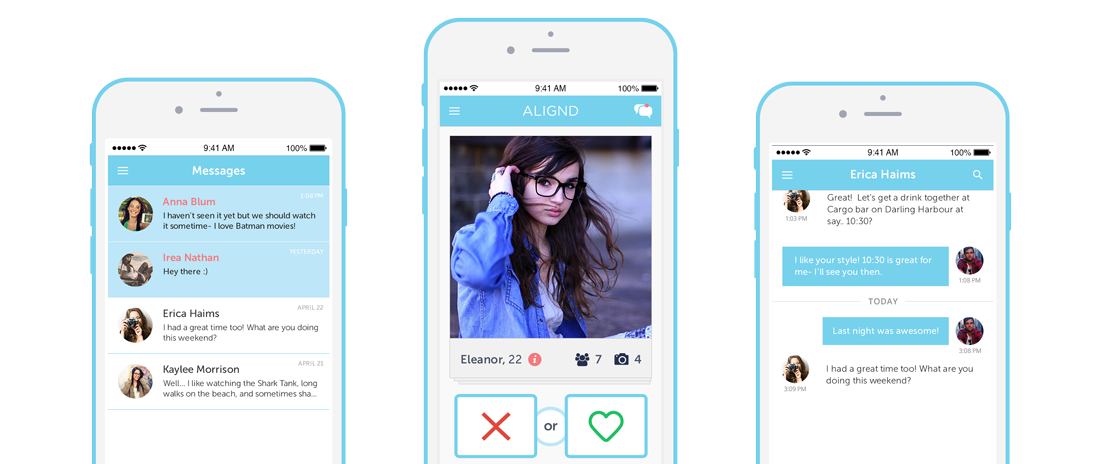 9:41 AM 100%
Messages
Anna Blum 1:08 PM
I haven't seen it yet but we should watch
it sometime- I love Batman movies!
Irea Nathan YESTERDAY
Hey there :)
Erica Haims APRIL 22
I had a great time too! What are you doing
this weekend?
Kaylee Morrison APRIL 21
Well... I like watching the Shark Tank, long
walks on the beach, and sometimes sha...
9:41 AM 100%
ALIGND
Eleanor, 22 i 7 4
or
9:41 AM 100%
Erica Haims
Great! Let's get a drink together at
Cargo bar on Darling Harbour at
say.. 10:30?
1:03 PM
I like your style! 10:30 is great for
me- I'll see you then.
1:08 PM
TODAY
Last night was awesome!
3:08 PM
I had a great time too! What are you
doing this weekend?
3:09 PM